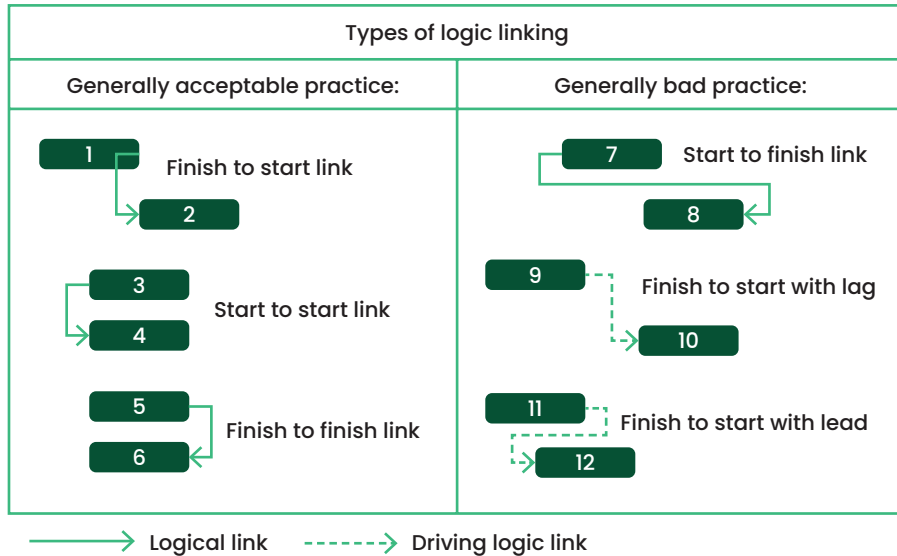 Types of logic linking
Generally acceptable practice:
Generally bad practice:
1
Finish to start link
2
3
Start to start link
4
5
Finish to finish link
6
7
Start to finish link
8
9
Finish to start with lag
10
11
Finish to start with lead
12
Logical link
Driving logic link